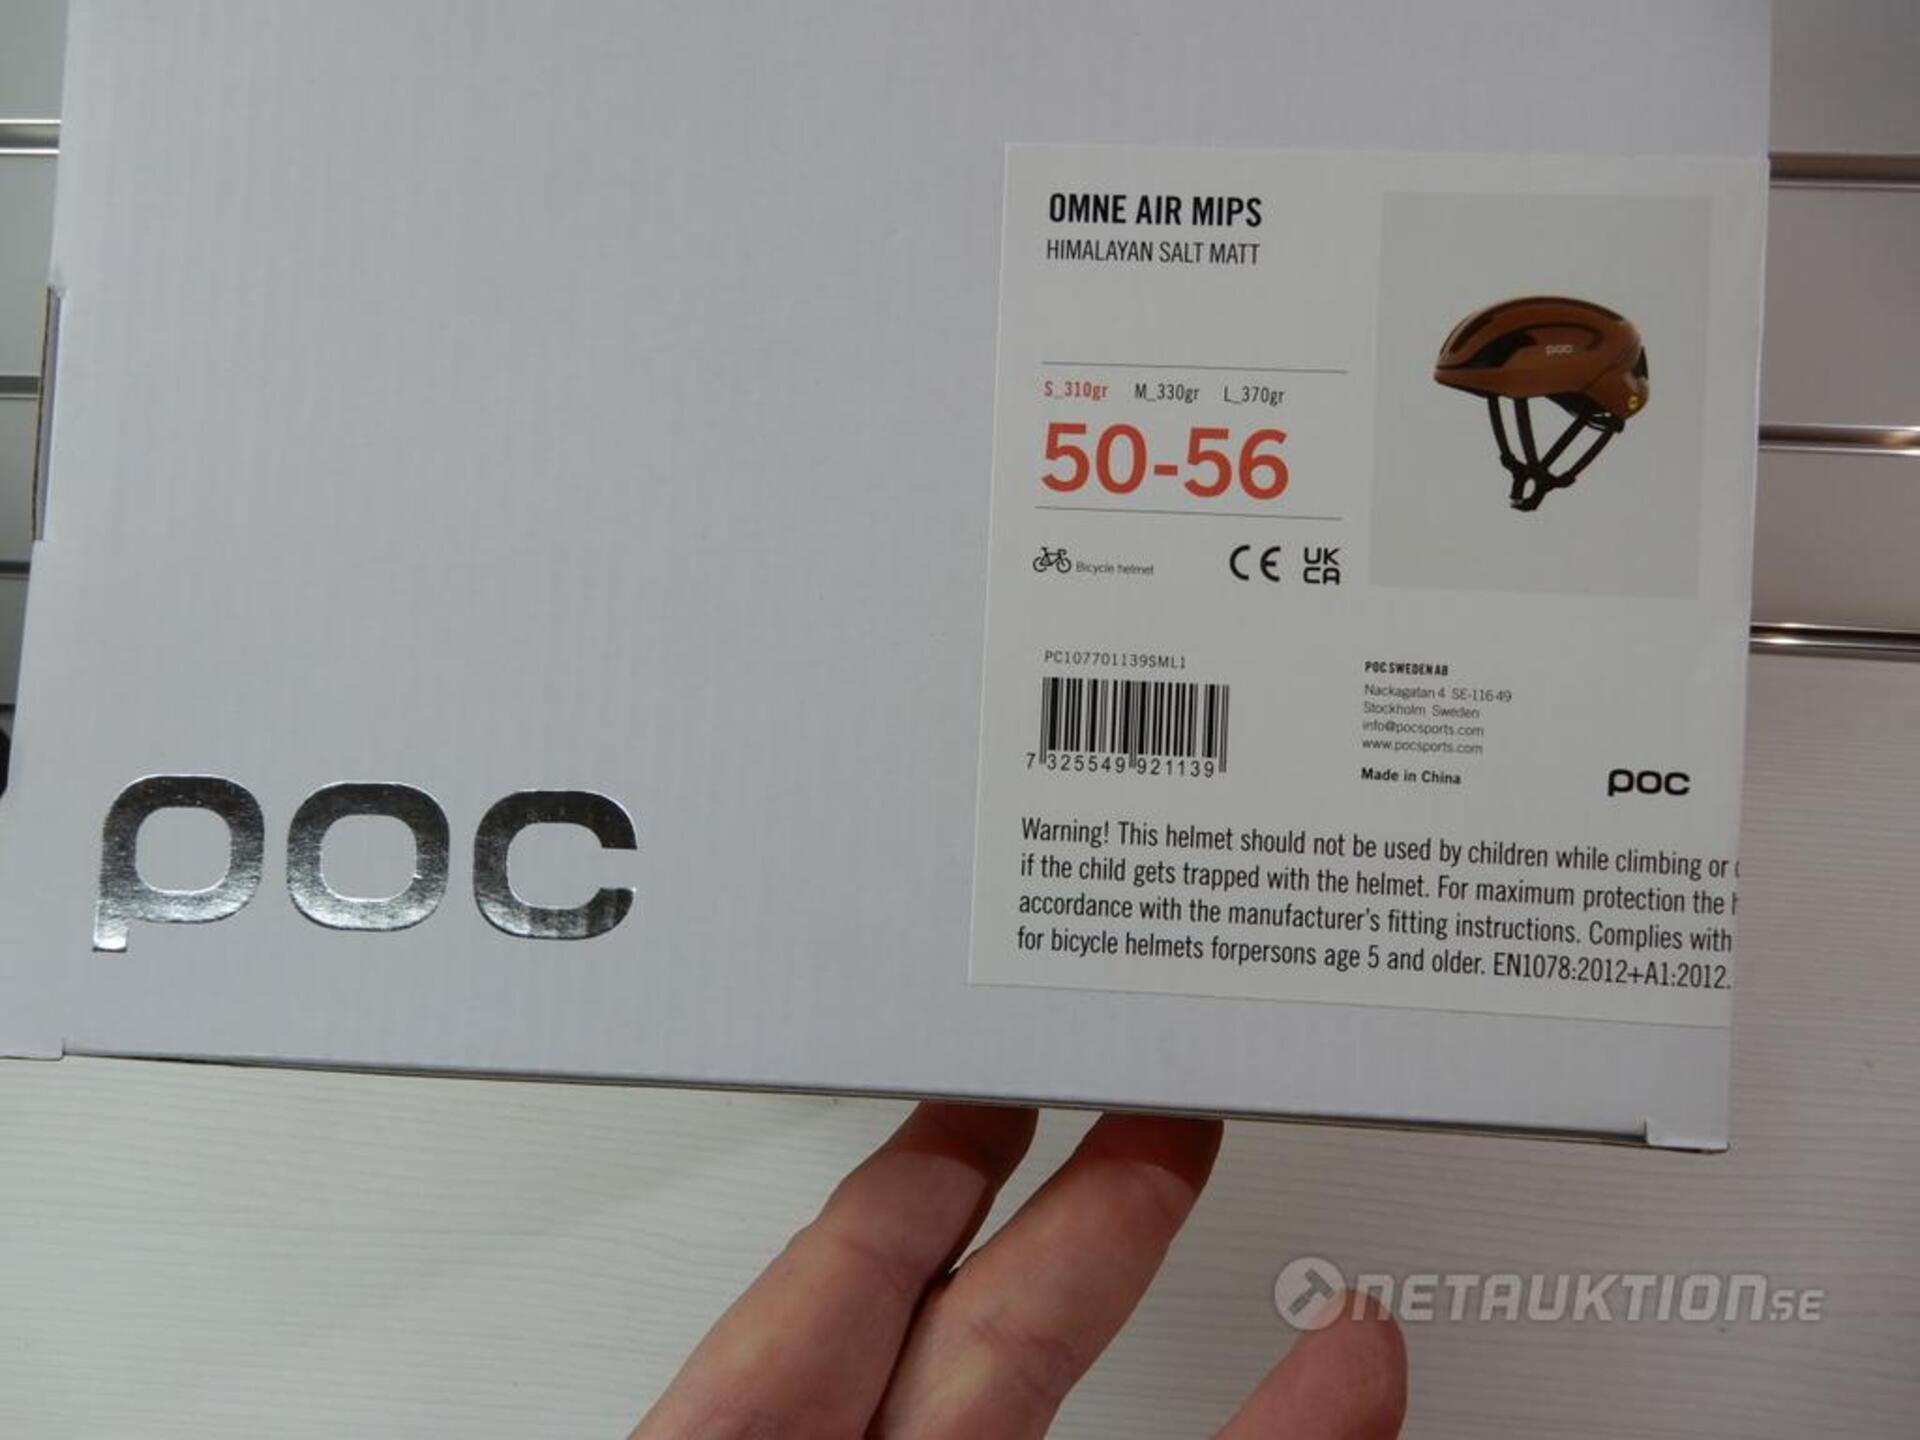 OMNE AIR MIPS
HIMALAYAN SALT MATT
S_310gr M_330gr L_370gr
50-56
Bicycle helmet
CE UK CA
poc
PC107701139SML1
7 325549 921139
POC SWEDEN AB
Nackagatan 4 SE-116 49
Stockholm Sweden
info@pocsports.com
www.pocsports.com
Made in China
poc
Warning! This helmet should not be used by children while climbing or
if the child gets trapped with the helmet. For maximum protection the
accordance with the manufacturer's fitting instructions. Complies with
for bicycle helmets forpersons age 5 and older. EN1078:2012+A1:2012.
poc
NETAUKTION.SE